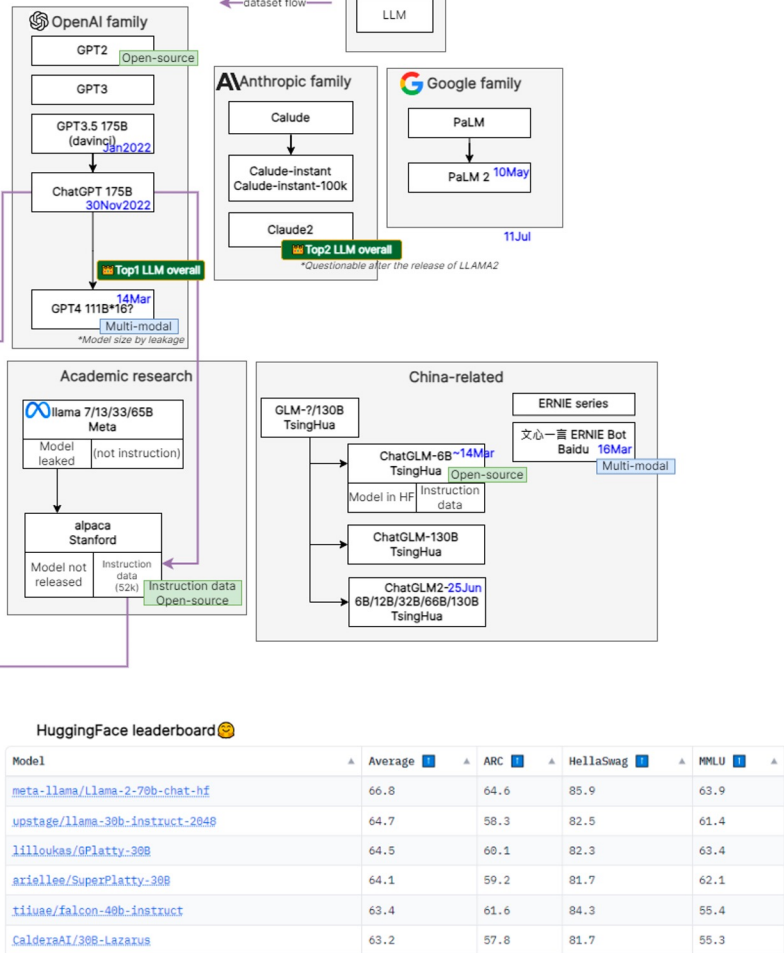 dataset flow
LLM
OpenAI family
GPT2
Open-source
GPT3
GPT3.5 175B
(davinci)
Jan2022
ChatGPT 175B
30Nov2022
Top1 LLM overall
14Mar
GPT4 111B*16?
Multi-modal
*Model size by leakage
Anthropic family
Calude
Calude-instant
Calude-instant-100k
Claude2
Top2 LLM overall
*Questionable after the release of LLAMA2
Google family
PaLM
PaLM 2 10May
11Jul
Academic research
llama 7/13/33/65B
Meta
Model
leaked
(not instruction)
alpaca
Stanford
Model not
released
Instruction
data
(52k)
Instruction data
Open-source
China-related
GLM-?/130B
TsingHua
ChatGLM-6B ~14Mar
TsingHua
Open-source
Model in HF
Instruction
data
ChatGLM-130B
TsingHua
ChatGLM2- 25Jun
6B/12B/32B/66B/130B
TsingHua
ERNIE series
文心一言 ERNIE Bot
Baidu 16Mar
Multi-modal
HuggingFace leaderboard
Model Average ARC HellaSwag MMLU
meta-llama/Llama-2-70b-chat-hf 66.8 64.6 85.9 63.9
upstage/llama-30b-instruct-2048 64.7 58.3 82.5 61.4
lilloukas/GPlatty-30B 64.5 60.1 82.3 63.4
ariellee/SuperPlatty-30B 64.1 59.2 81.7 62.1
tiiuae/falcon-40b-instruct 63.4 61.6 84.3 55.4
CalderaAI/30B-Lazarus 63.2 57.8 81.7 55.3